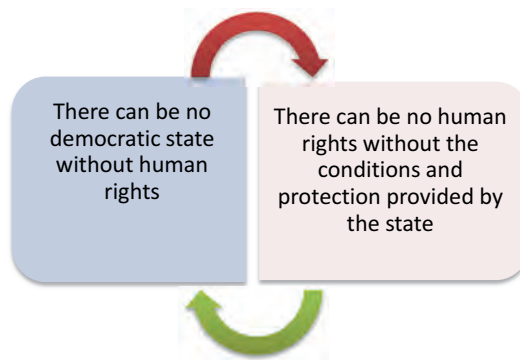 There can be no
democratic state
without human
rights
There can be no human
rights without the
conditions and
protection provided by
the state